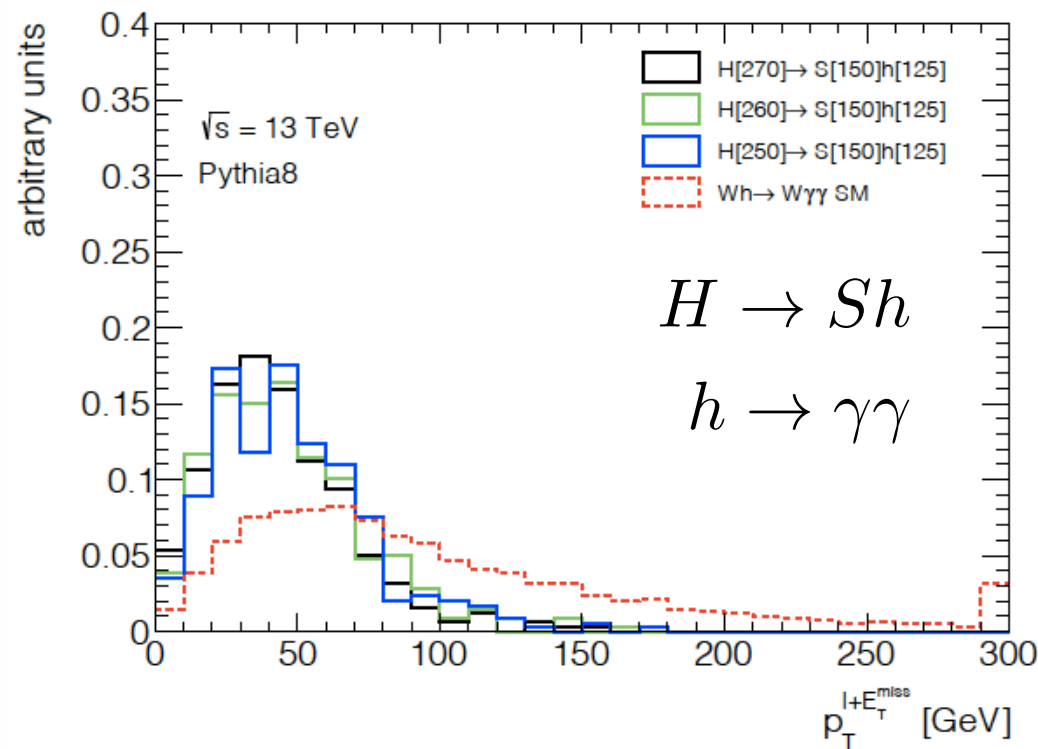 arbitrary units
0.4
0.35
0.3
0.25
0.2
0.15
0.1
0.05
0
√s = 13 TeV
Pythia8
H[270]→ S[150]h[125]
H[260]→ S[150]h[125]
H[250]→ S[150]h[125]
Wh→ Wγγ SM
H → Sh
h → γγ
0 50 100 150 200 250 300
p_T^{l+E_T^{miss}} [GeV]